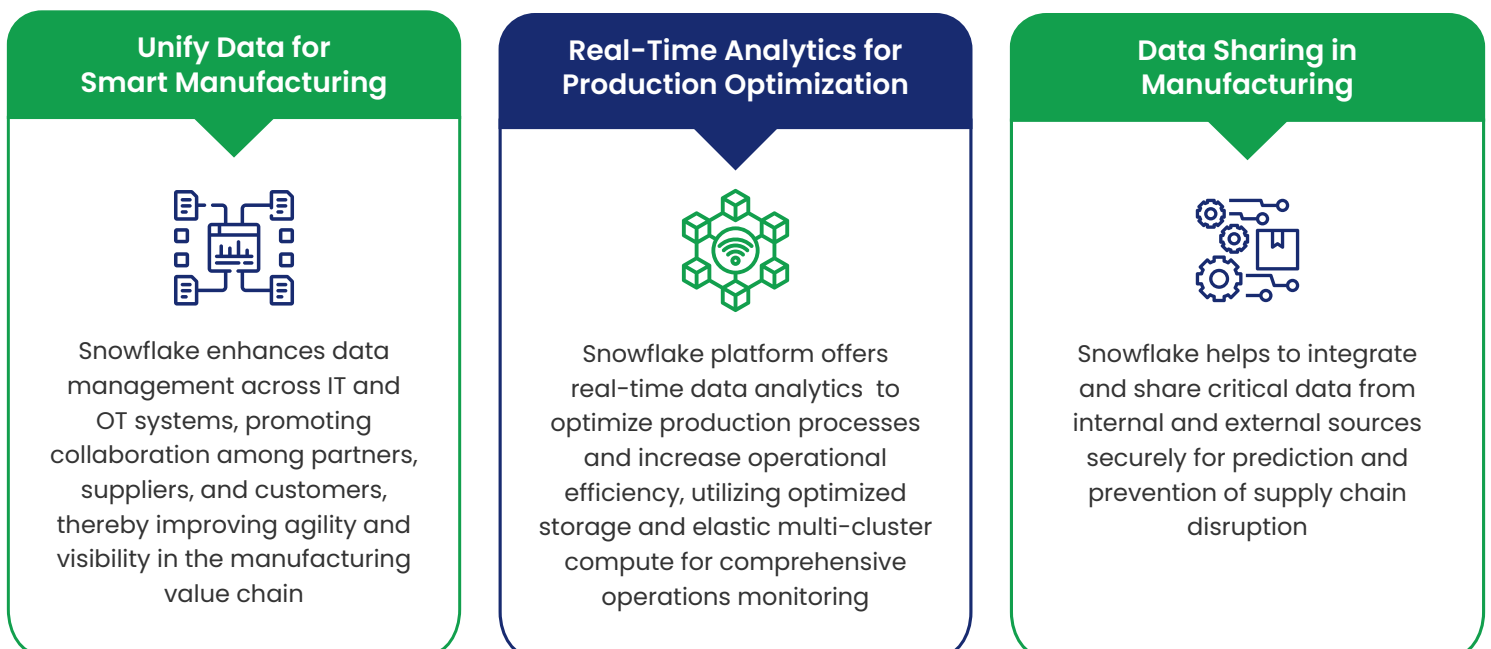 Unify Data for
Smart Manufacturing
Snowflake enhances data
management across IT and
OT systems, promoting
collaboration among partners,
suppliers, and customers,
thereby improving agility and
visibility in the manufacturing
value chain
Real-Time Analytics for
Production Optimization
Snowflake platform offers
real-time data analytics  to
optimize production processes
and increase operational
efficiency, utilizing optimized
storage and elastic multi-cluster
compute for comprehensive
operations monitoring
Data Sharing in
Manufacturing
Snowflake helps to integrate
and share critical data from
internal and external sources
securely for prediction and
prevention of supply chain
disruption